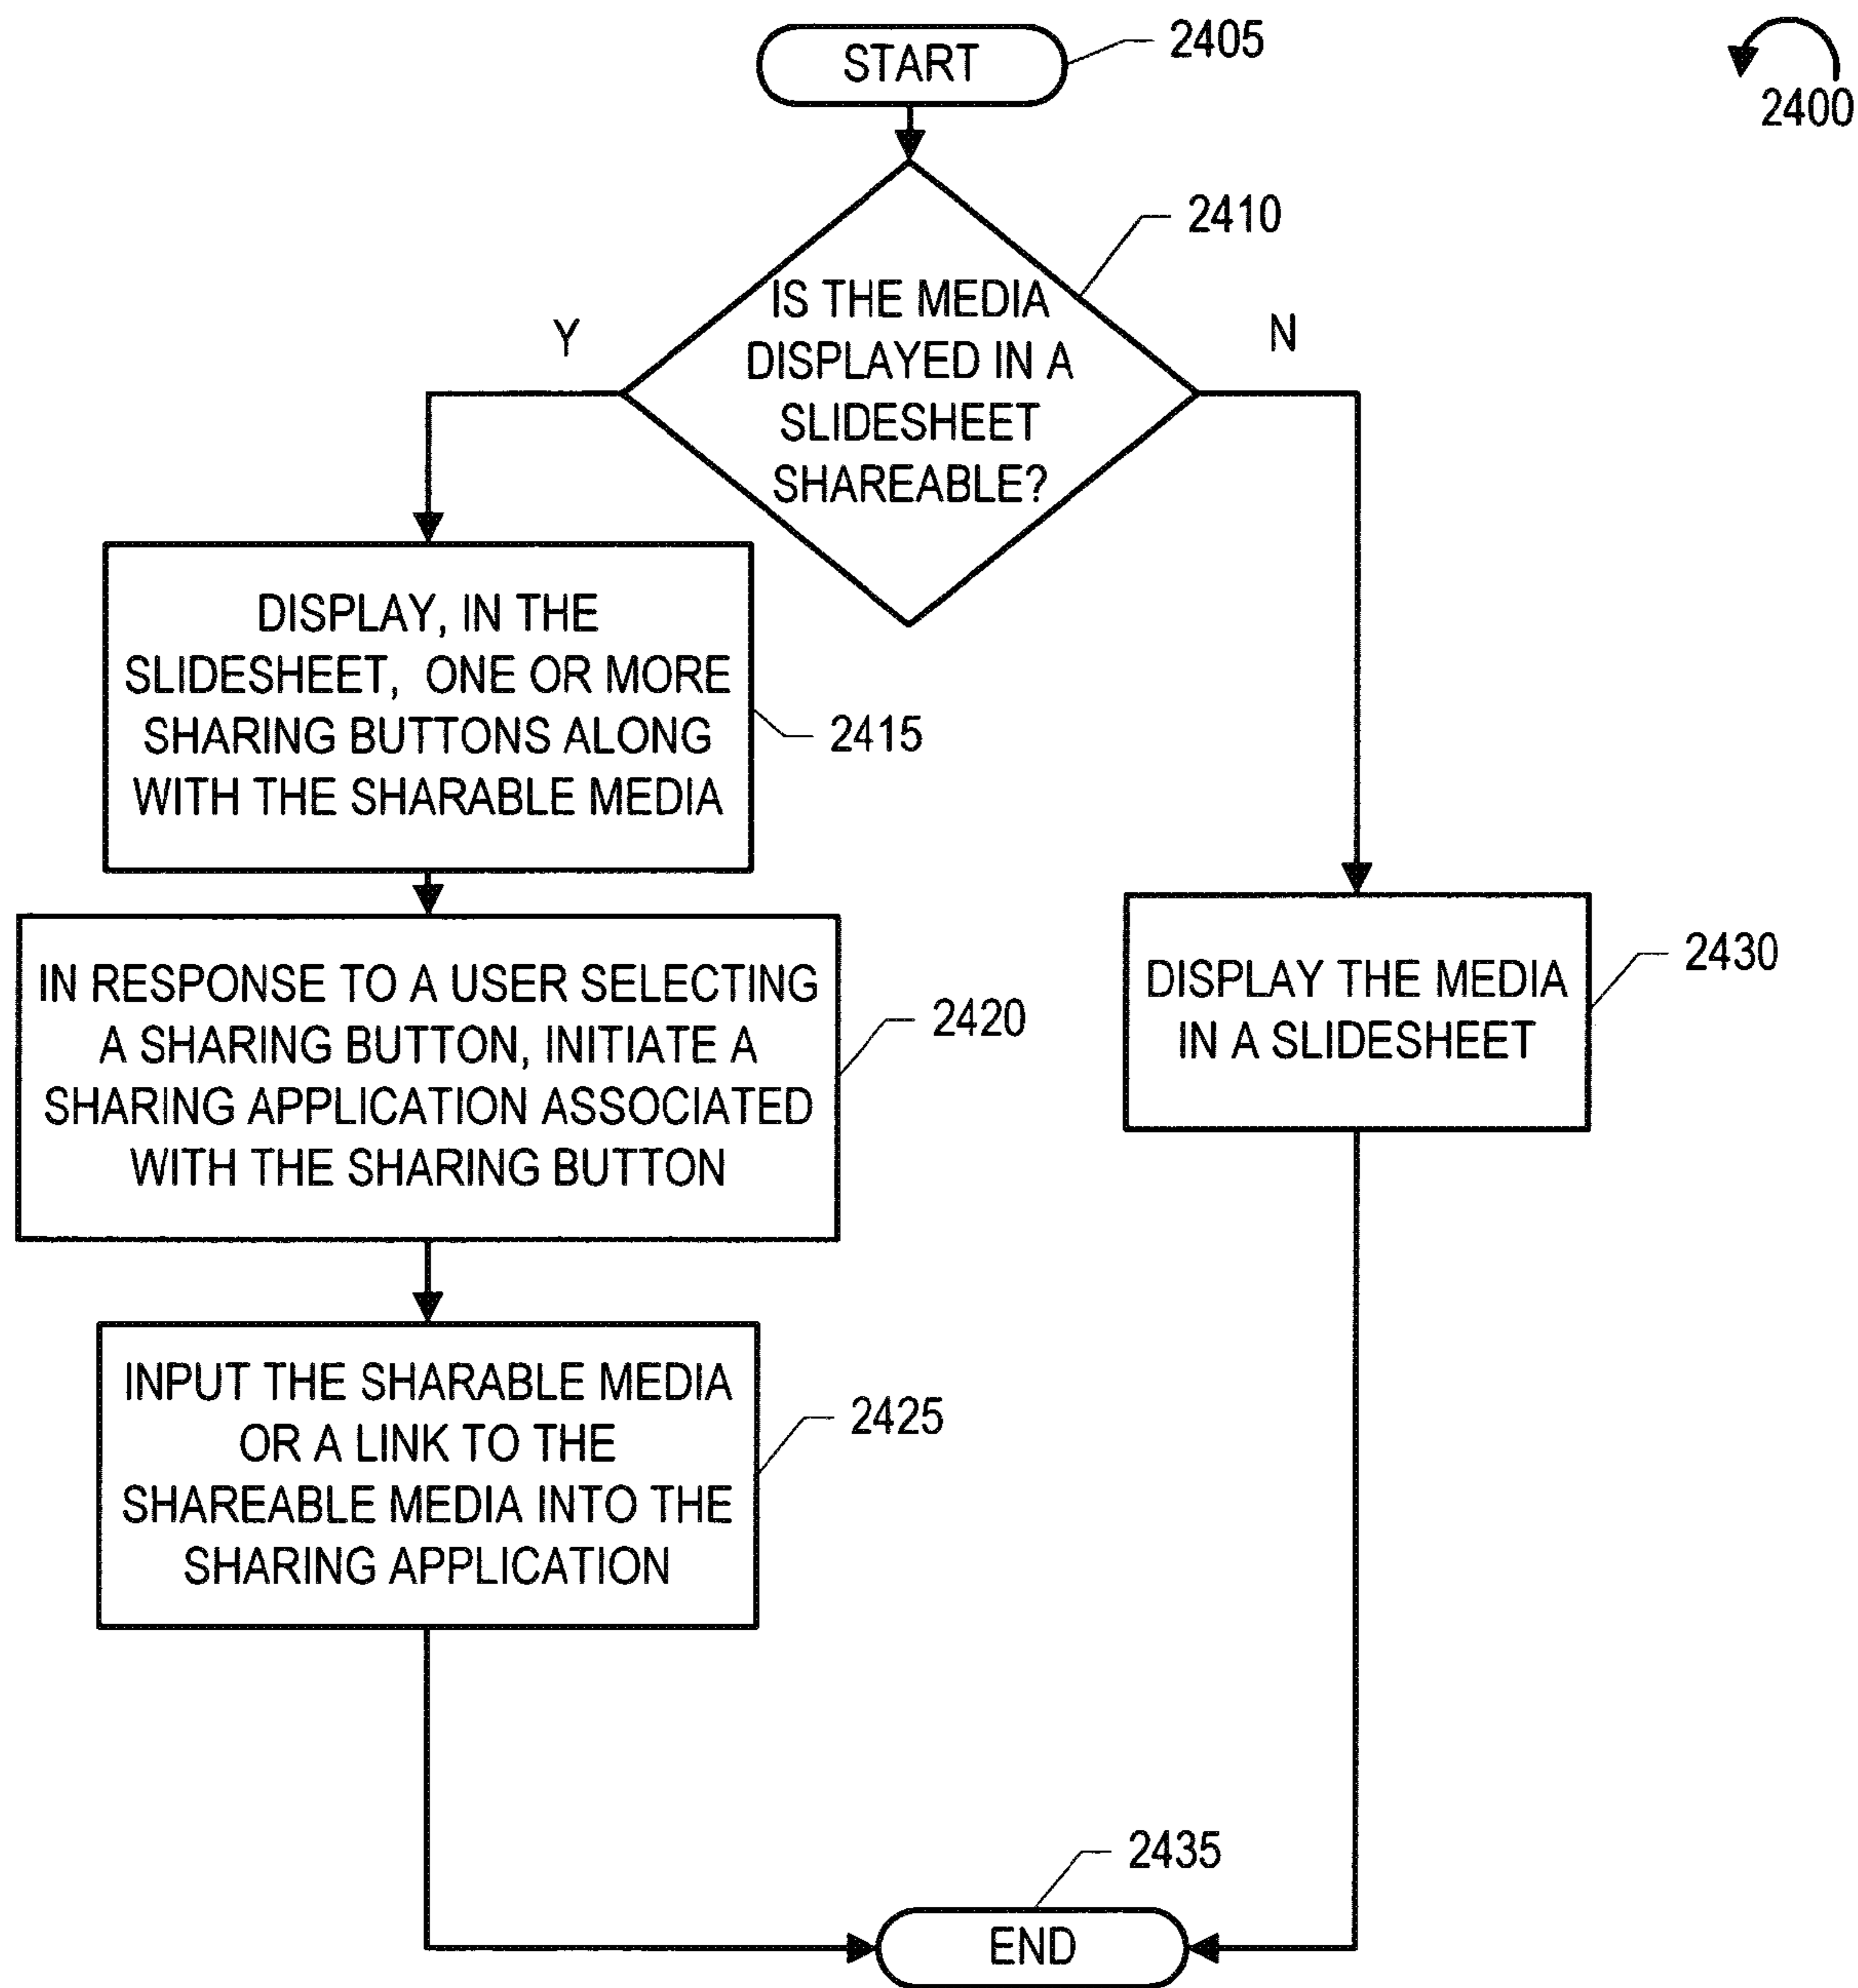 START
2405
2400
2410
IS THE MEDIA
DISPLAYED IN A
SLIDESHEET
SHAREABLE?
Y
N
DISPLAY, IN THE
SLIDESHEET, ONE OR MORE
SHARING BUTTONS ALONG
WITH THE SHARABLE MEDIA
2415
IN RESPONSE TO A USER SELECTING
A SHARING BUTTON, INITIATE A
SHARING APPLICATION ASSOCIATED
WITH THE SHARING BUTTON
2420
DISPLAY THE MEDIA
IN A SLIDESHEET
2430
INPUT THE SHARABLE MEDIA
OR A LINK TO THE
SHAREABLE MEDIA INTO THE
SHARING APPLICATION
2425
2435
END